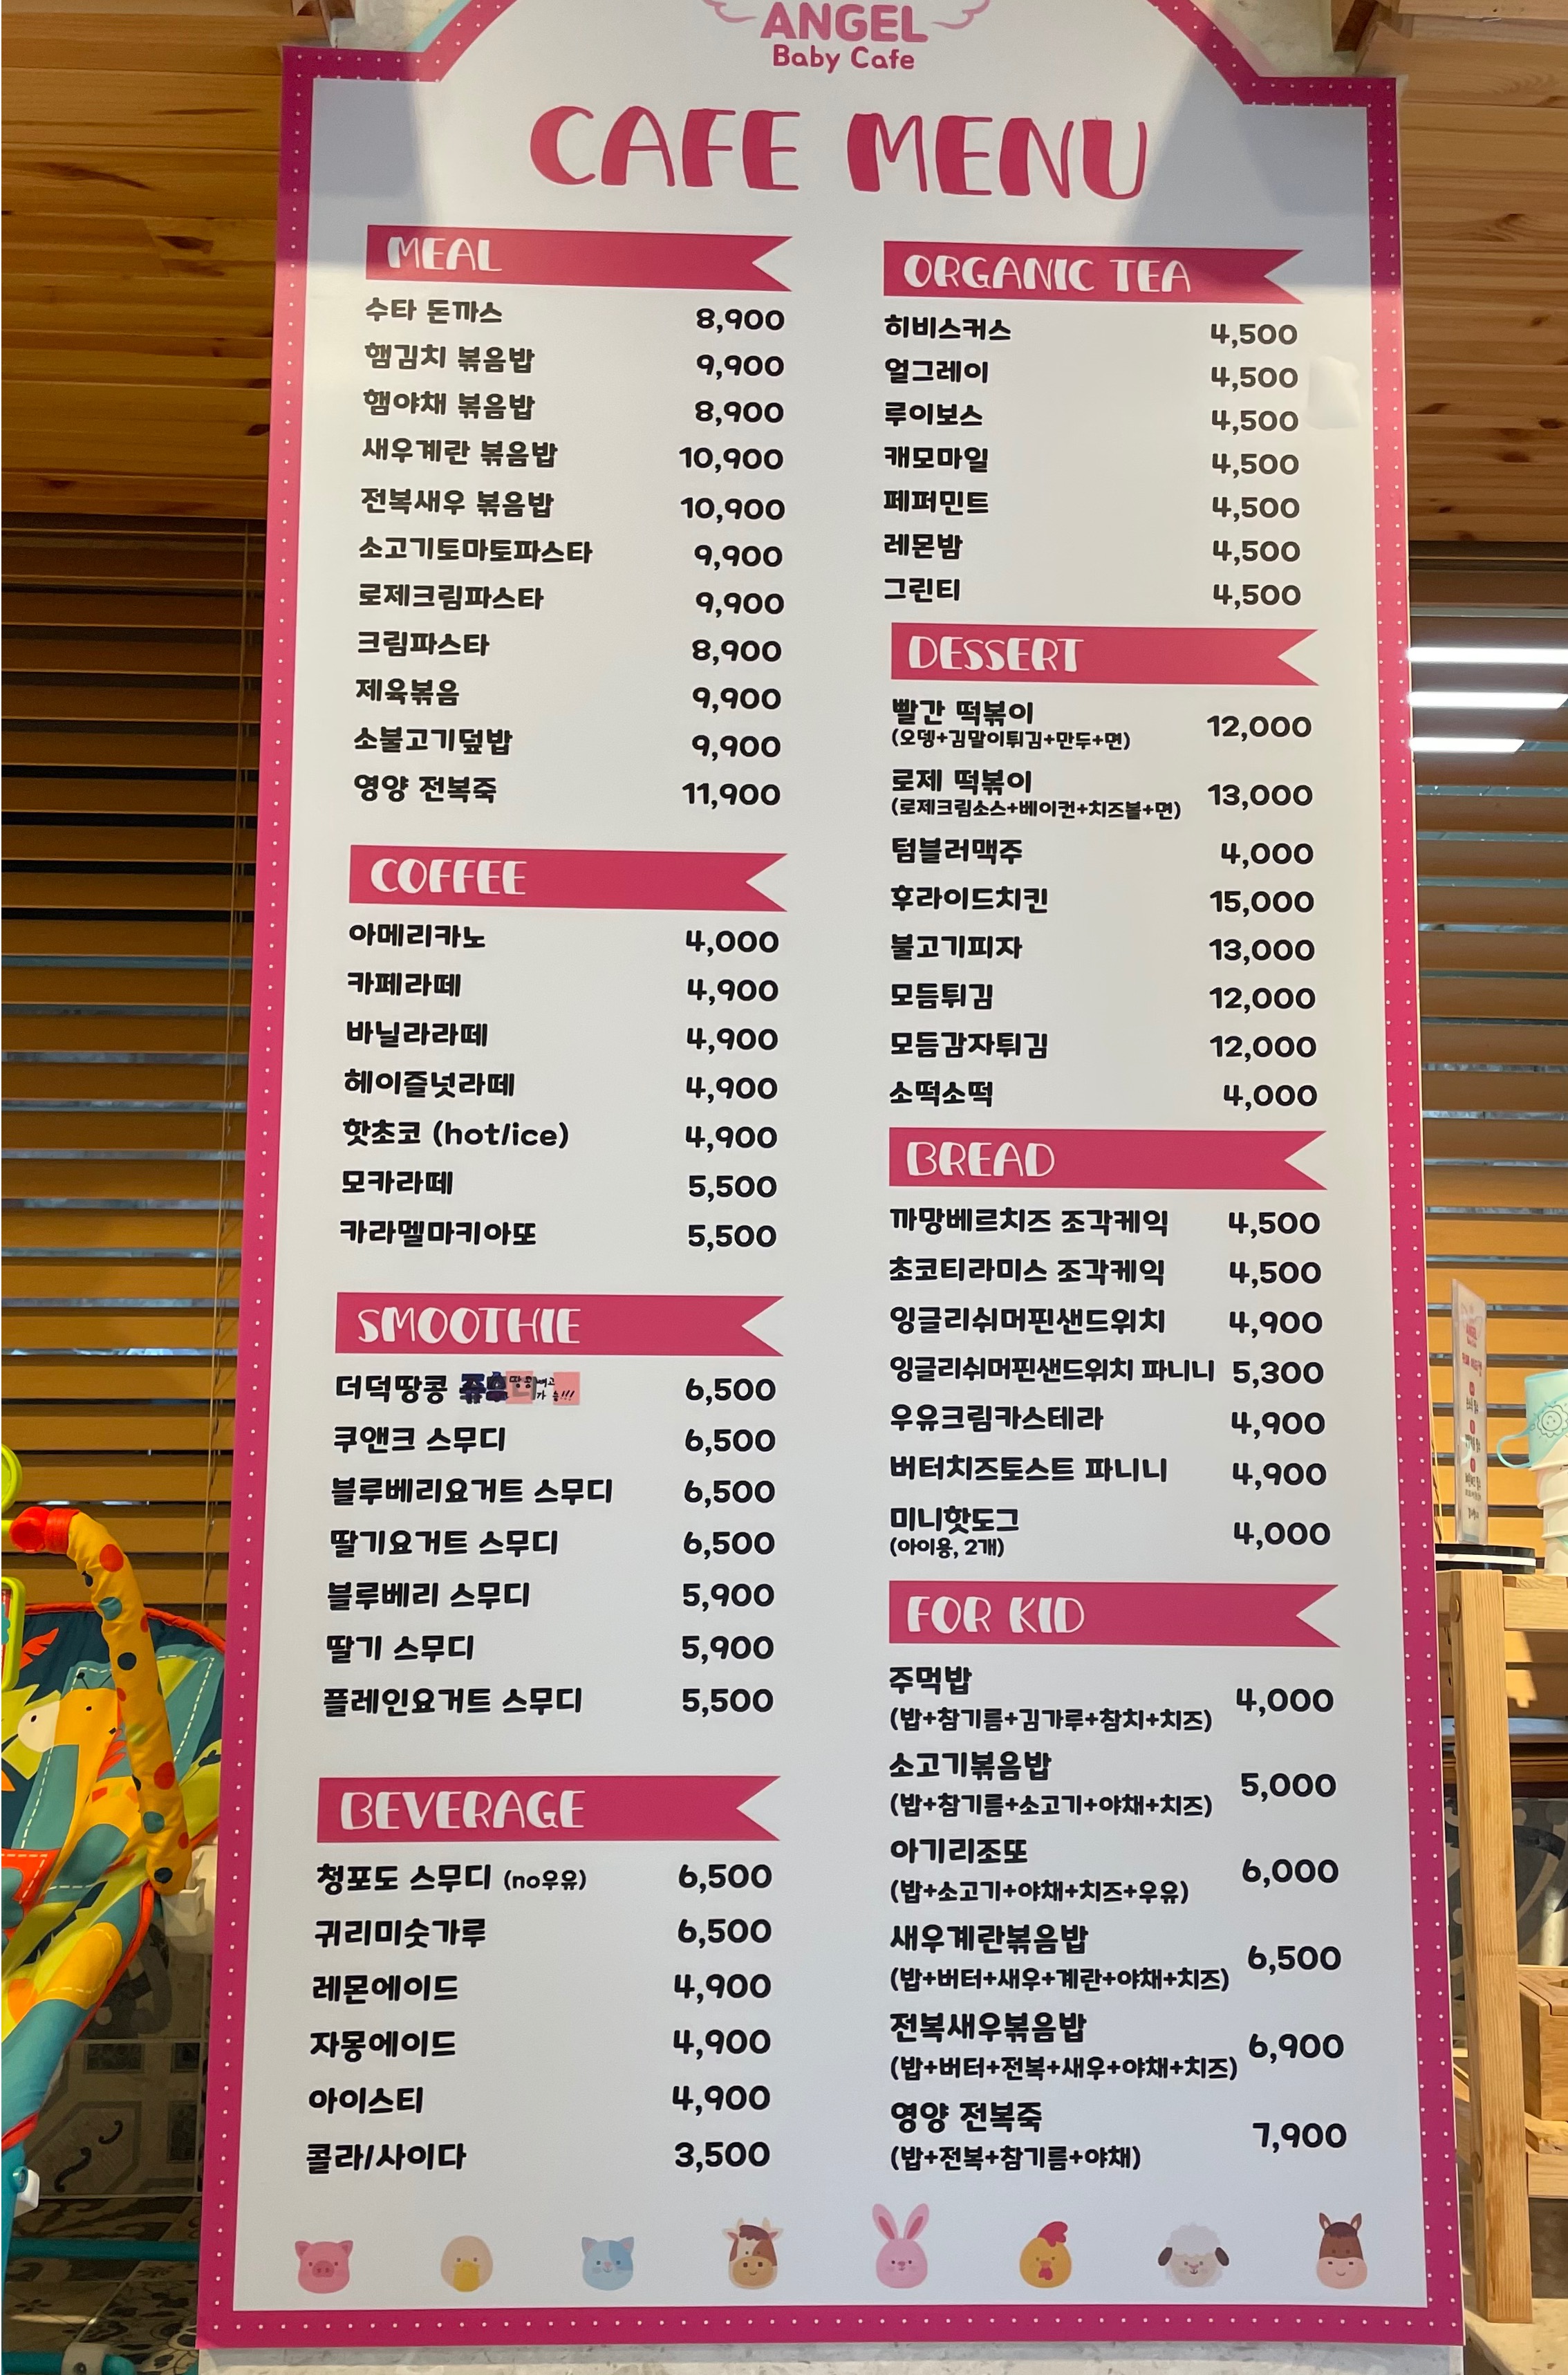 ANGEL
Baby Cafe
CAFE MENU
MEAL
수타 돈까스 8,900
햄김치 볶음밥 9,900
햄야채 볶음밥 8,900
새우계란 볶음밥 10,900
전복새우 볶음밥 10,900
소고기토마토파스타 9,900
로제크림파스타 9,900
크림파스타 8,900
제육볶음 9,900
소불고기덮밥 9,900
영양 전복죽 11,900
COFFEE
아메리카노 4,000
카페라떼 4,900
바닐라라떼 4,900
헤이즐넛라떼 4,900
핫초코 (hot/ice) 4,900
모카라떼 5,500
카라멜마키아또 5,500
SMOOTHIE
더덕땅콩 6,500
쿠앤크 스무디 6,500
블루베리요거트 스무디 6,500
딸기요거트 스무디 6,500
블루베리 스무디 5,900
딸기 스무디 5,900
플레인요거트 스무디 5,500
BEVERAGE
청포도 스무디 (no우유) 6,500
귀리미숫가루 6,500
레몬에이드 4,900
자몽에이드 4,900
아이스티 4,900
콜라/사이다 3,500
ORGANIC TEA
히비스커스 4,500
얼그레이 4,500
루이보스 4,500
캐모마일 4,500
페퍼민트 4,500
레몬밤 4,500
그린티 4,500
DESSERT
빨간 떡볶이 12,000
(오뎅+김말이튀김+만두+면)
로제 떡볶이 13,000
(로제크림소스+베이컨+치즈볼+면)
텀블러맥주 4,000
후라이드치킨 15,000
불고기피자 13,000
모듬튀김 12,000
모듬감자튀김 12,000
소떡소떡 4,000
BREAD
까망베르치즈 조각케익 4,500
초코티라미스 조각케익 4,500
잉글리쉬머핀샌드위치 4,900
잉글리쉬머핀샌드위치 파니니 5,300
우유크림카스테라 4,900
버터치즈토스트 파니니 4,900
미니핫도그 4,000
(아이용, 2개)
FOR KID
주먹밥 4,000
(밥+참기름+김가루+참치+치즈)
소고기볶음밥 5,000
(밥+참기름+소고기+야채+치즈)
아기리조또 6,000
(밥+소고기+야채+치즈+우유)
새우계란볶음밥 6,500
(밥+버터+새우+계란+야채+치즈)
전복새우볶음밥 6,900
(밥+버터+전복+새우+야채+치즈)
영양 전복죽 7,900
(밥+전복+참기름+야채)